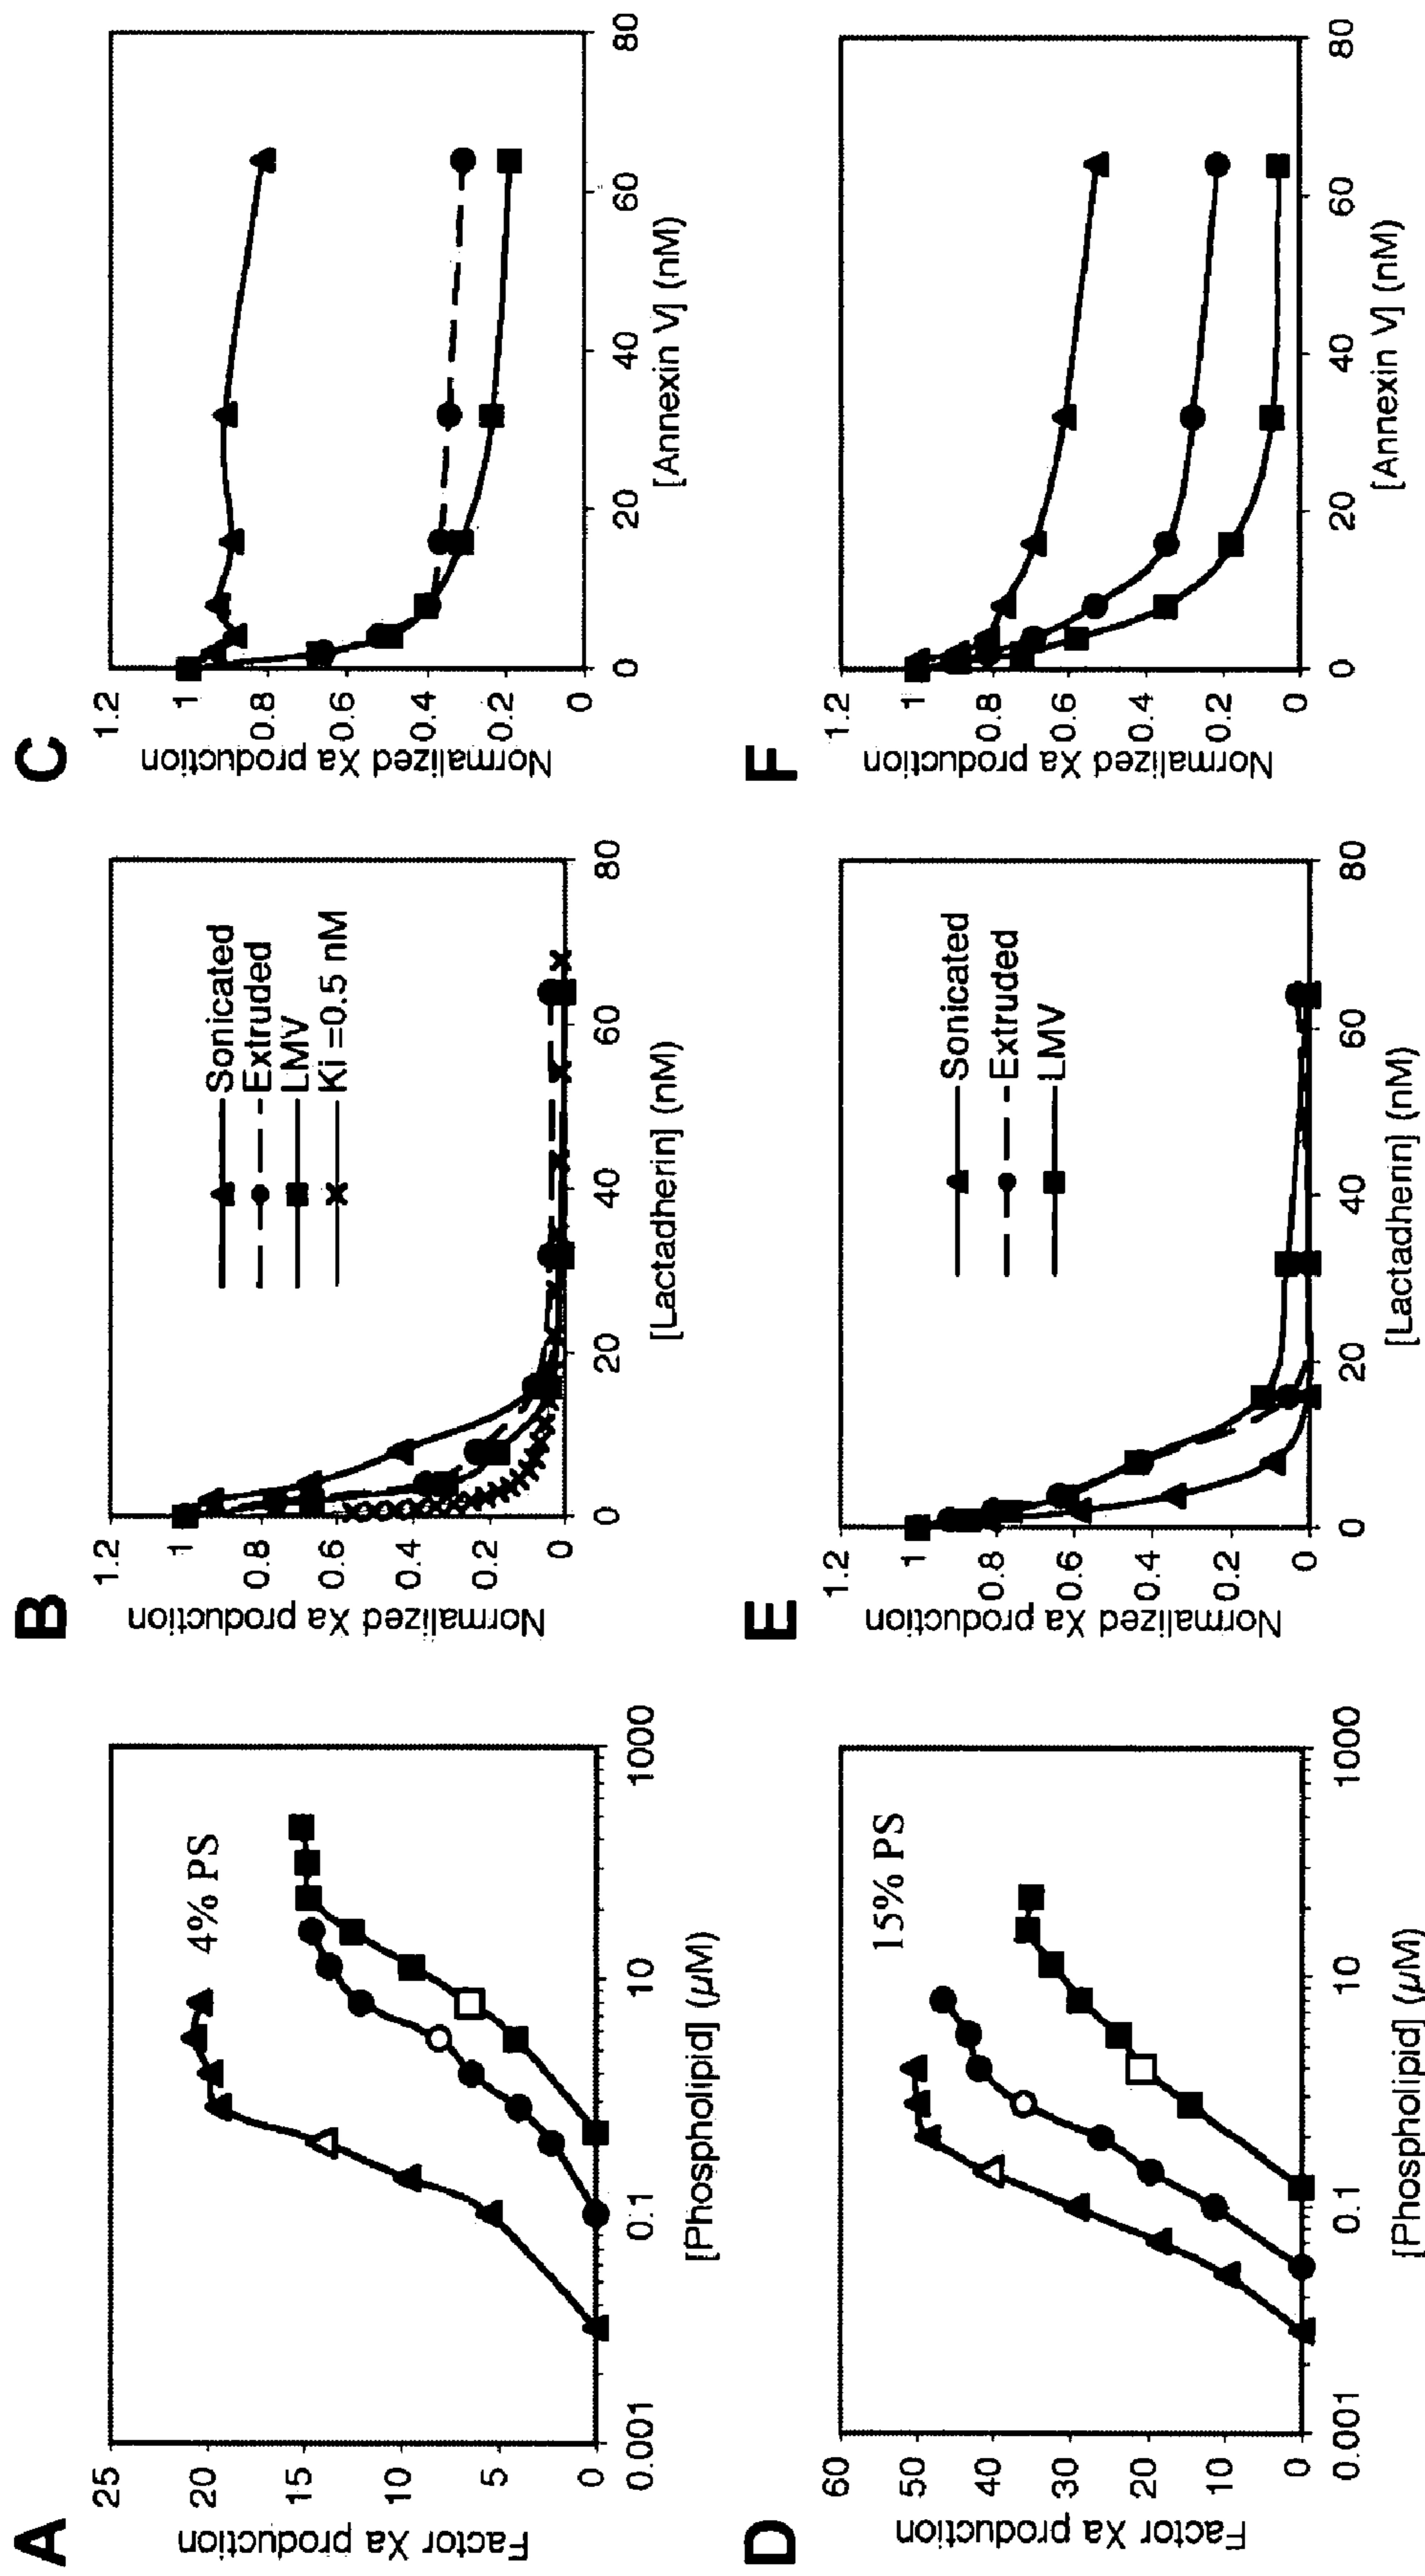 A
Factor Xa production
25
20
15
10
5
0
0.001
0.1
10
1000
[Phospholipid] (µM)
4% PS
B
Normalized Xa production
1.2
1
0.8
0.6
0.4
0.2
0
0
20
40
60
80
[Lactadherin] (nM)
Sonicated
Extruded
LMV
Ki =0.5 nM
C
Normalized Xa production
1.2
1
0.8
0.6
0.4
0.2
0
0
20
40
60
80
[Annexin V] (nM)
D
Factor Xa production
60
50
40
30
20
10
0
0.001
0.1
10
1000
[Phospholipid] (µM)
15% PS
E
Normalized Xa production
1.2
1
0.8
0.6
0.4
0.2
0
0
20
40
60
80
[Lactadherin] (nM)
Sonicated
Extruded
LMV
F
Normalized Xa production
1.2
1
0.8
0.6
0.4
0.2
0
0
20
40
60
80
[Annexin V] (nM)